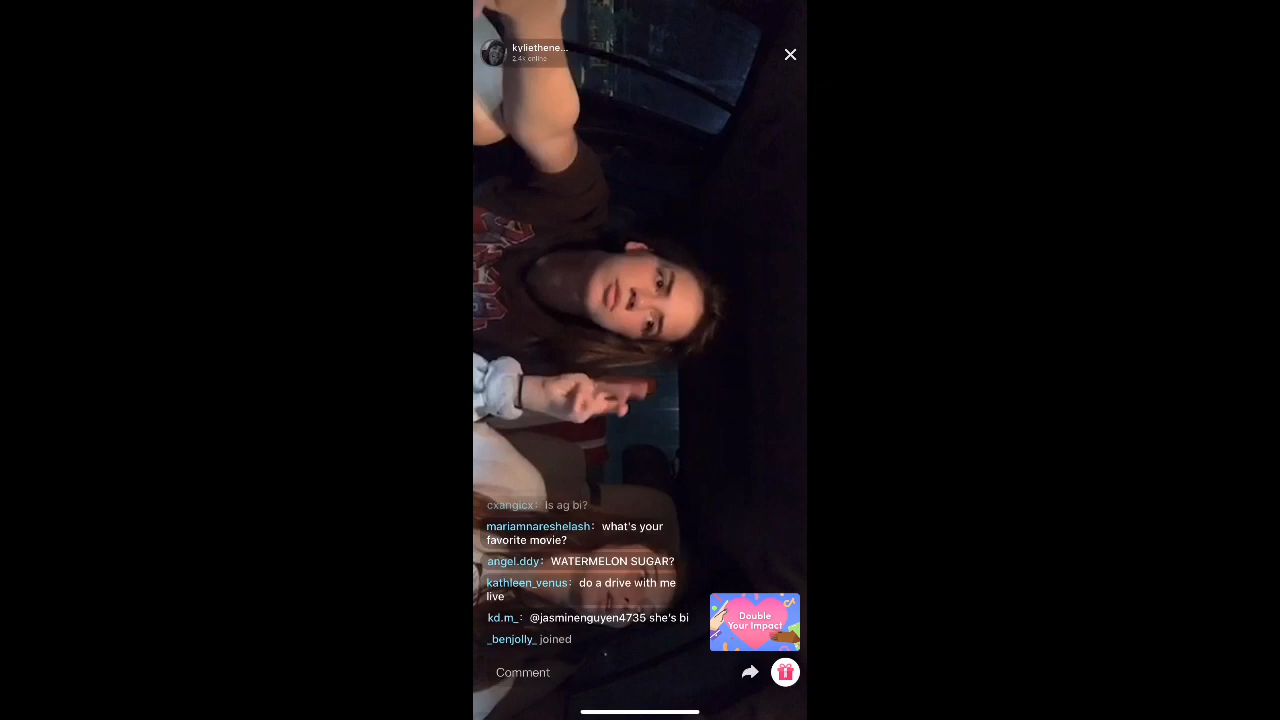 kyliethene...
2.4k online
cxangicx: Is ag bi?
mariamnareshelash: what's your
favorite movie?
angel.ddy: WATERMELON SUGAR?
kathleen_venus: do a drive with me
live
kd.m_: @jasminenguyen4735 she's bi
_benjolly_ joined
Double
Your Impact
Comment